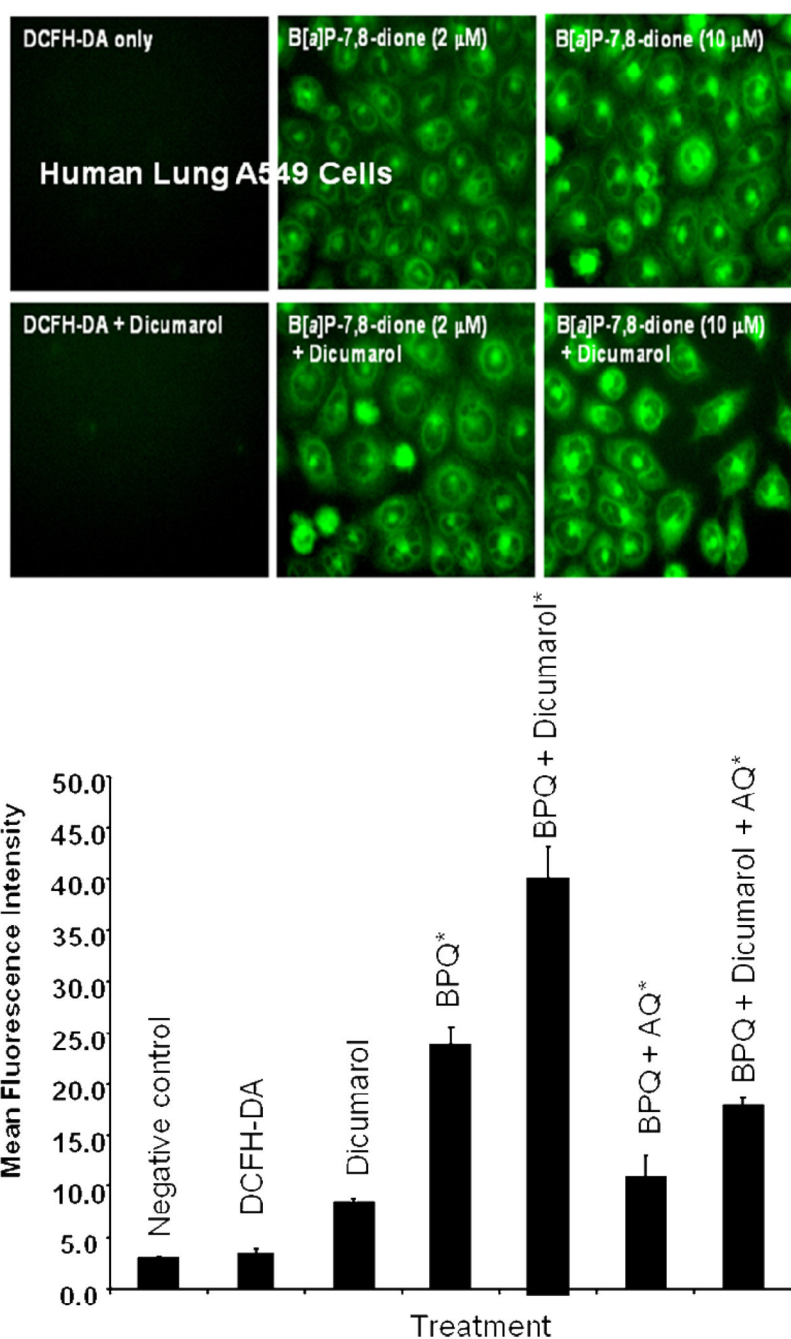 DCFH-DA only
B[a]P-7,8-dione (2 µM)
B[a]P-7,8-dione (10 µM)
Human Lung A549 Cells
DCFH-DA + Dicumarol
B[a]P-7,8-dione (2 µM)
+ Dicumarol
B[a]P-7,8-dione (10 µM)
+ Dicumarol
Mean Fluorescence Intensity
50.0
45.0
40.0
35.0
30.0
25.0
20.0
15.0
10.0
5.0
0.0
Negative control
DCFH-DA
Dicumarol
BPQ*
BPQ + Dicumarol*
BPQ + AQ*
BPQ + Dicumarol + AQ*
Treatment